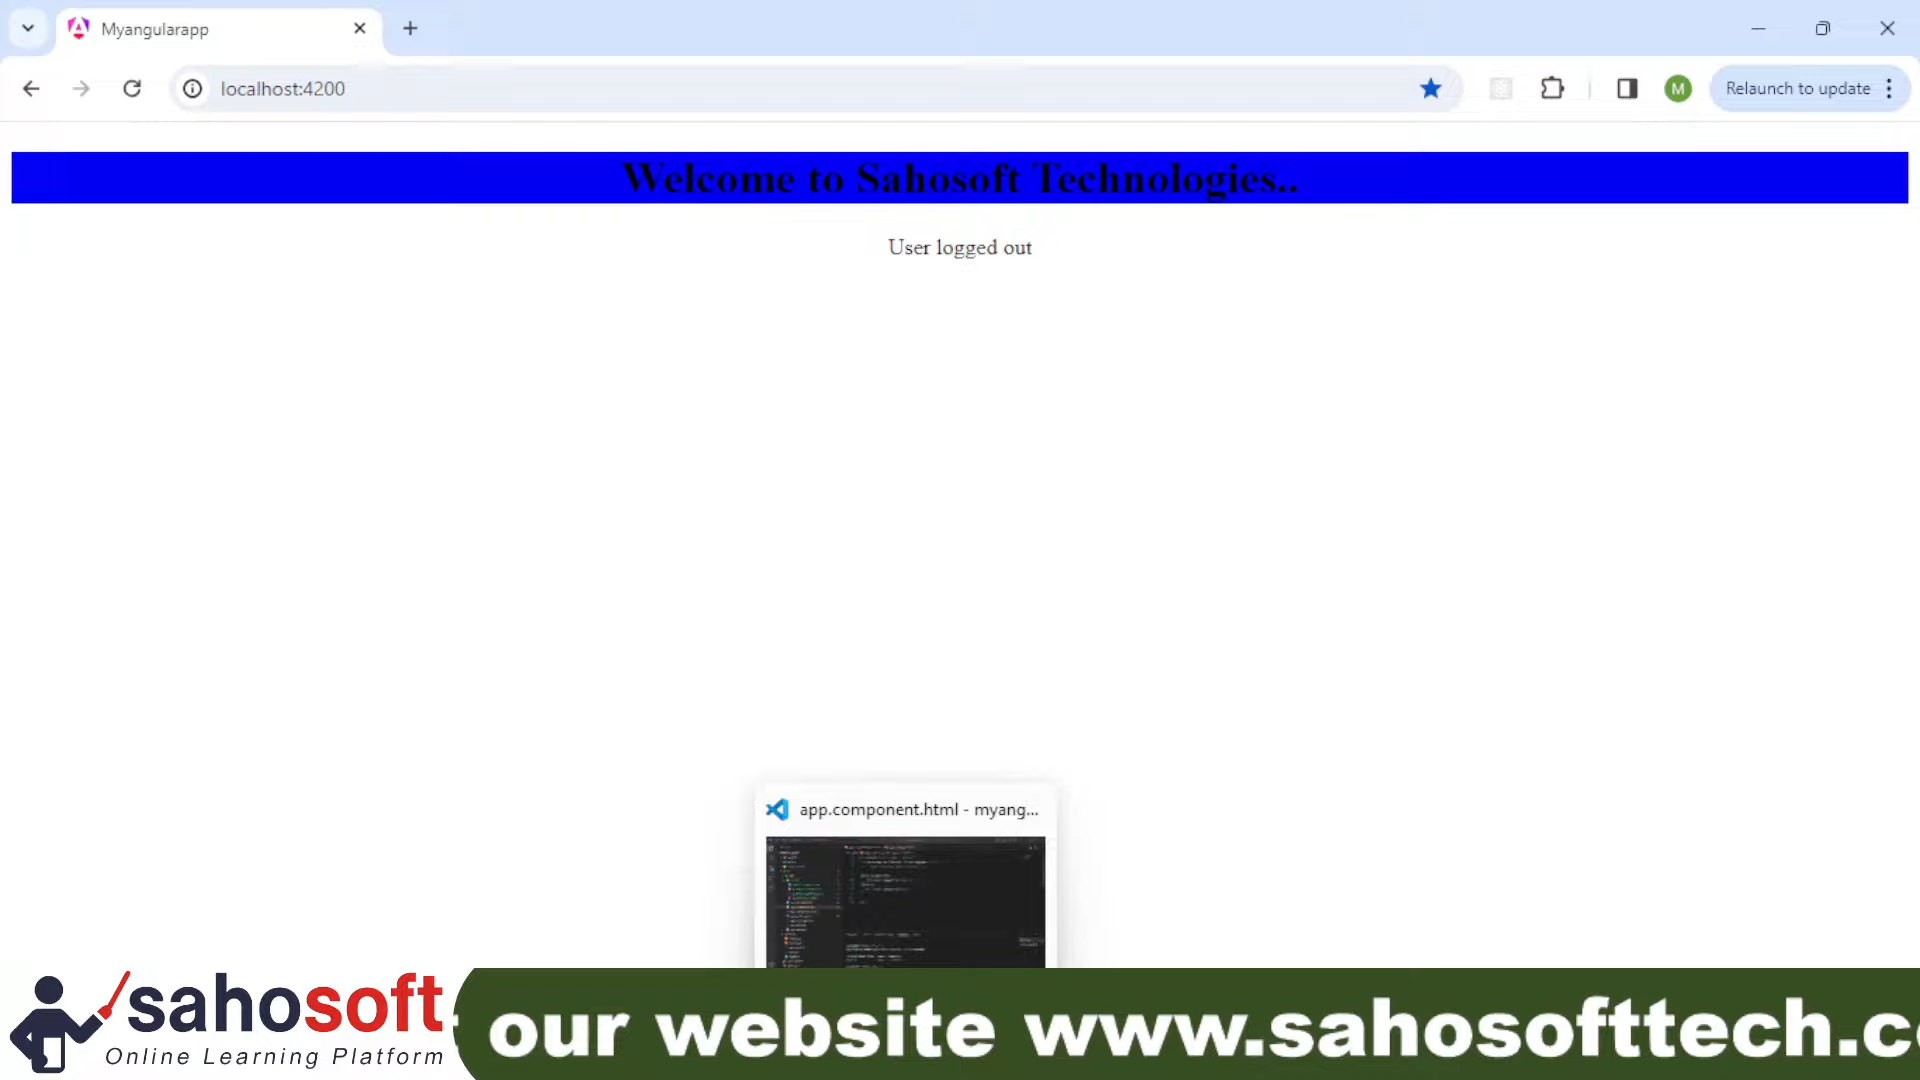 Myangularapp
localhost:4200
M
Relaunch to update
Welcome to Sahosoft Technologies..
User logged out
app.component.html - myang...
sahosoft
Online Learning Platform
our website www.sahosofttech.c